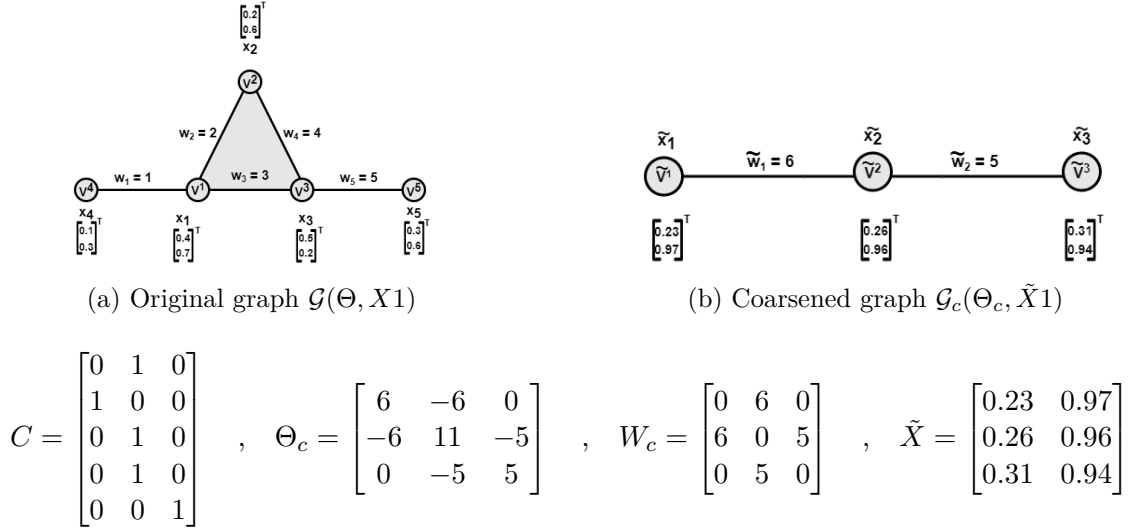 [0.2 0.6]ᵀ
x₂
V²
w₂ = 2
w₄ = 4
w₁ = 1
w₃ = 3
w₅ = 5
V⁴
V¹
V³
V⁵
x₄
x₁
x₃
x₅
[0.1 0.3]ᵀ
[0.4 0.7]ᵀ
[0.5 0.2]ᵀ
[0.3 0.6]ᵀ
(a) Original graph 𝒢(Θ, X1)
x̃₁
x̃₂
x̃₃
w̃₁ = 6
w̃₂ = 5
Ṽ¹
Ṽ²
Ṽ³
[0.23 0.97]ᵀ
[0.26 0.96]ᵀ
[0.31 0.94]ᵀ
(b) Coarsened graph 𝒢c(Θc, X̃1)
C = [0 1 0; 1 0 0; 0 1 0; 0 1 0; 0 0 1] , Θc = [6 −6 0; −6 11 −5; 0 −5 5] , Wc = [0 6 0; 6 0 5; 0 5 0] , X̃ = [0.23 0.97; 0.26 0.96; 0.31 0.94]